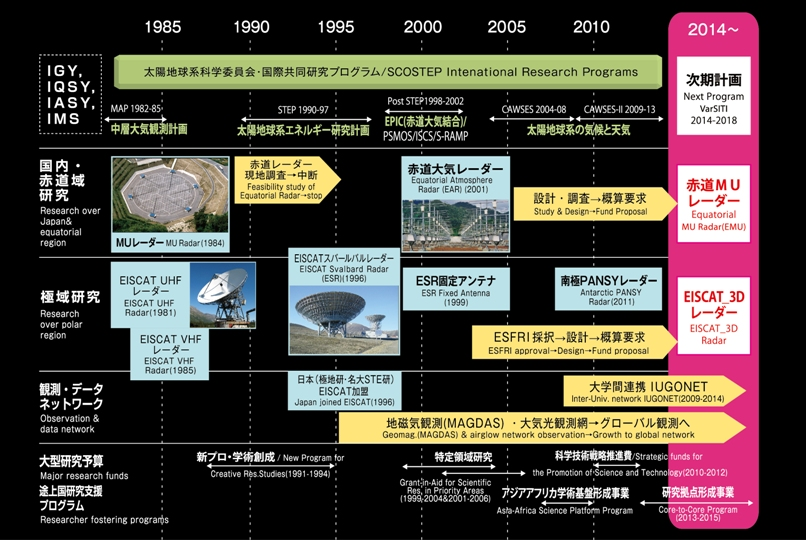 1985 1990 1995 2000 2005 2010 2014～
IGY,
IQSY,
IASY,
IMS
太陽地球系科学委員会・国際共同研究プログラム/SCOSTEP Intenational Research Programs
次期計画
Next Program
VarSITI
2014-2018
MAP 1982-85
中層大気観測計画
STEP 1990-97
太陽地球系エネルギー研究計画
Post STEP1998-2002
EPIC(赤道大気結合)/
PSMOS/ISCS/S-RAMP
CAWSES 2004-08
CAWSES-II 2009-13
太陽地球系の気候と天気
国内・
赤道域
研究
Research over
Japan&
equatorial
region
MUレーダー MU Radar(1984)
赤道レーダー
現地調査→中断
Feasibility study of
Equatorial Radar→stop
赤道大気レーダー
Equatorial Atmosphere
Radar (EAR) (2001)
設計・調査→概算要求
Study & Design→Fund Proposal
赤道MU
レーダー
Equatorial
MU Radar(EMU)
極域研究
Research
over polar
region
EISCAT UHF
レーダー
EISCAT UHF
Radar(1981)
EISCAT VHF
レーダー
EISCAT VHF
Radar(1985)
EISCATスバールバルレーダー
EISCAT Svalbard Radar
(ESR)(1996)
ESR固定アンテナ
ESR Fixed Antenna
(1999)
南極PANSYレーダー
Antarctic PANSY
Radar(2011)
ESFRI 採択→設計→概算要求
ESFRI approval→Design→Fund proposal
EISCAT_3D
レーダー
EISCAT_3D
Radar
観測・データ
ネットワーク
Observation &
data network
日本(極地研・名大STE研)
EISCAT加盟
Japan joined EISCAT(1996)
大学間連携 IUGONET
Inter-Univ. network IUGONET(2009-2014)
地磁気観測(MAGDAS) ・大気光観測網→グローバル観測へ
Geomag.(MAGDAS) & airglow network observation→Growth to global network
大型研究予算
Major research funds
途上国研究支援
プログラム
Researcher fostering programs
新プロ・学術創成 / New Program for
Creative Res.Studies(1991-1994)
特定領域研究
Grant-in-Aid for Scientific
Res. in Priority Areas
(1999-2004&2001-2006)
科学技術戦略推進費/Strategic funds for
the Promotion of Science and Technology(2010-2012)
アジアアフリカ学術基盤形成事業
Asia-Africa Science Platform Program
研究拠点形成事業
Core-to-Core Program
(2013-2015)